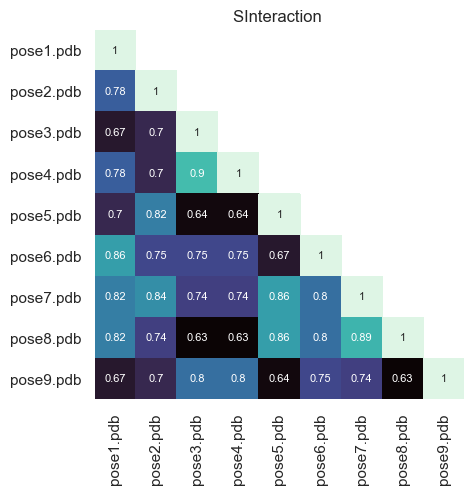 SInteraction
pose1.pdb 1
pose2.pdb 0.78 1
pose3.pdb 0.67 0.7 1
pose4.pdb 0.78 0.7 0.9 1
pose5.pdb 0.7 0.82 0.64 0.64 1
pose6.pdb 0.86 0.75 0.75 0.75 0.67 1
pose7.pdb 0.82 0.84 0.74 0.74 0.86 0.8 1
pose8.pdb 0.82 0.74 0.63 0.63 0.86 0.8 0.89 1
pose9.pdb 0.67 0.7 0.8 0.8 0.64 0.75 0.74 0.63 1
pose1.pdb pose2.pdb pose3.pdb pose4.pdb pose5.pdb pose6.pdb pose7.pdb pose8.pdb pose9.pdb